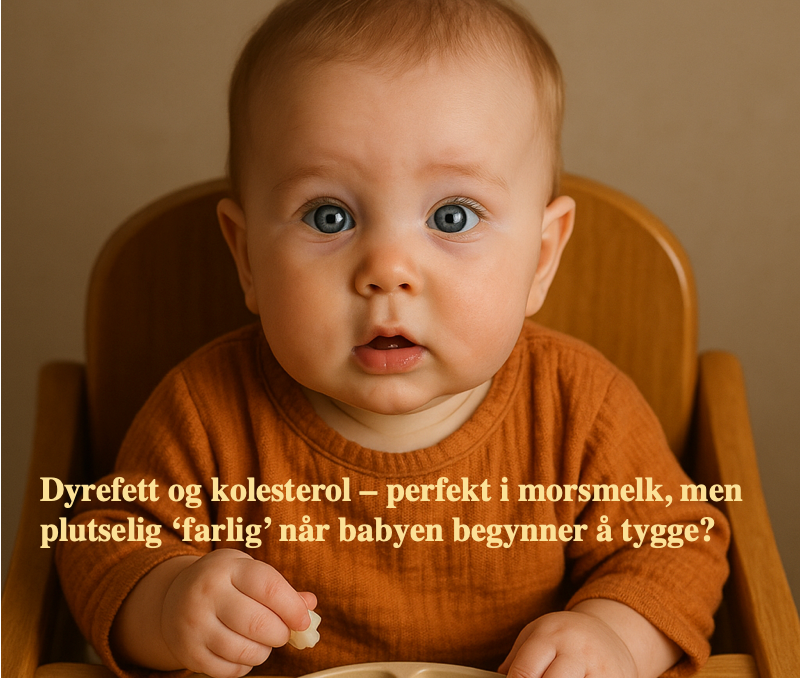 Dyrefett og kolesterol – perfekt i morsmelk, men
plutselig ‘farlig’ når babyen begynner å tygge?